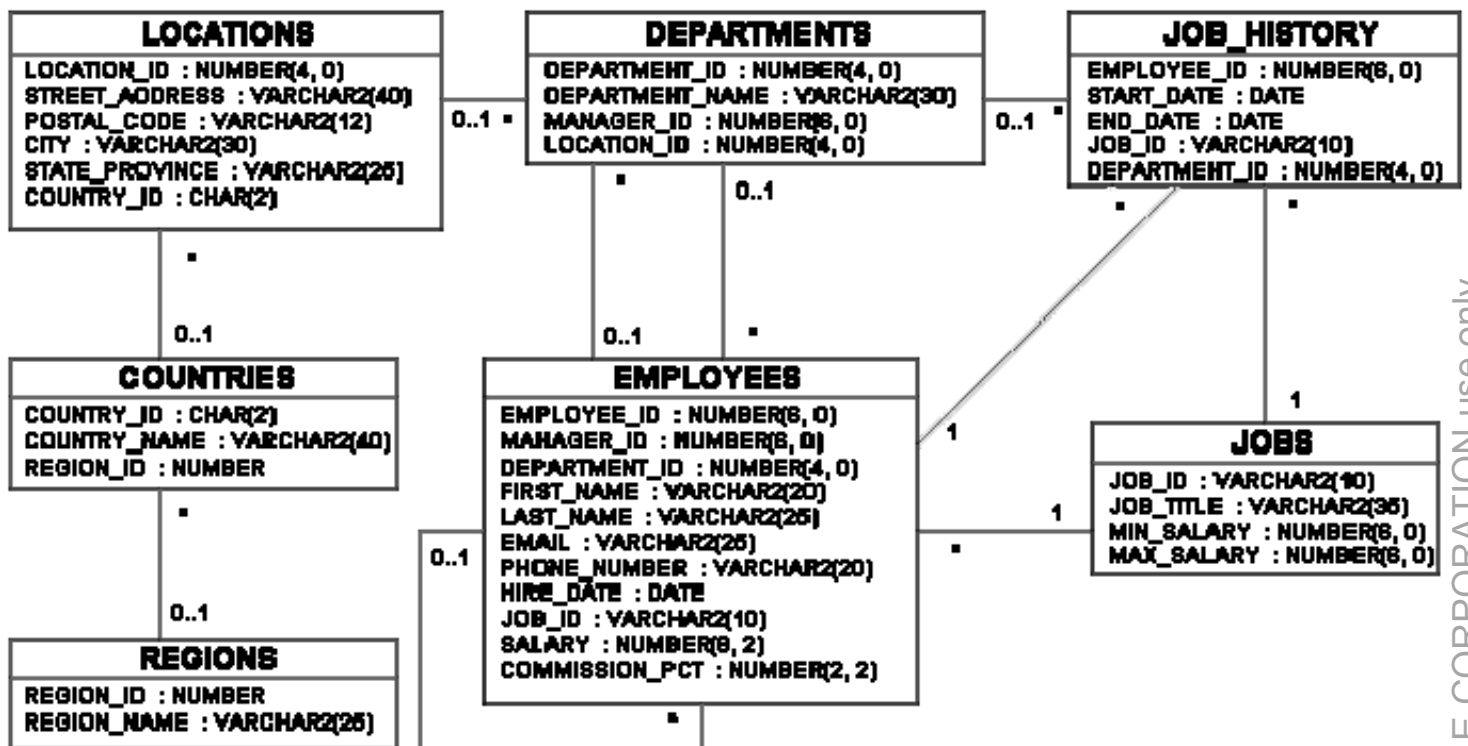 LOCATIONS
LOCATION_ID : NUMBER(4, 0)
STREET_ADDRESS : VARCHAR2(40)
POSTAL_CODE : VARCHAR2(12)
CITY : VARCHAR2(30)
STATE_PROVINCE : VARCHAR2(25)
COUNTRY_ID : CHAR(2)
0..1 *
DEPARTMENTS
DEPARTMENT_ID : NUMBER(4, 0)
DEPARTMENT_NAME : VARCHAR2(30)
MANAGER_ID : NUMBER(6, 0)
LOCATION_ID : NUMBER(4, 0)
0..1 *
JOB_HISTORY
EMPLOYEE_ID : NUMBER(6, 0)
START_DATE : DATE
END_DATE : DATE
JOB_ID : VARCHAR2(10)
DEPARTMENT_ID : NUMBER(4, 0)
* 0..1 * *
*
0..1 0..1 *
COUNTRIES
COUNTRY_ID : CHAR(2)
COUNTRY_NAME : VARCHAR2(40)
REGION_ID : NUMBER
*
0..1
EMPLOYEES
EMPLOYEE_ID : NUMBER(6, 0)
MANAGER_ID : NUMBER(6, 0)
DEPARTMENT_ID : NUMBER(4, 0)
FIRST_NAME : VARCHAR2(20)
LAST_NAME : VARCHAR2(25)
EMAIL : VARCHAR2(25)
PHONE_NUMBER : VARCHAR2(20)
HIRE_DATE : DATE
JOB_ID : VARCHAR2(10)
SALARY : NUMBER(8, 2)
COMMISSION_PCT : NUMBER(2, 2)
0..1
*
1
1
1
*
JOBS
JOB_ID : VARCHAR2(10)
JOB_TITLE : VARCHAR2(35)
MIN_SALARY : NUMBER(6, 0)
MAX_SALARY : NUMBER(6, 0)
REGIONS
REGION_ID : NUMBER
REGION_NAME : VARCHAR2(25)
E CORPORATION use only